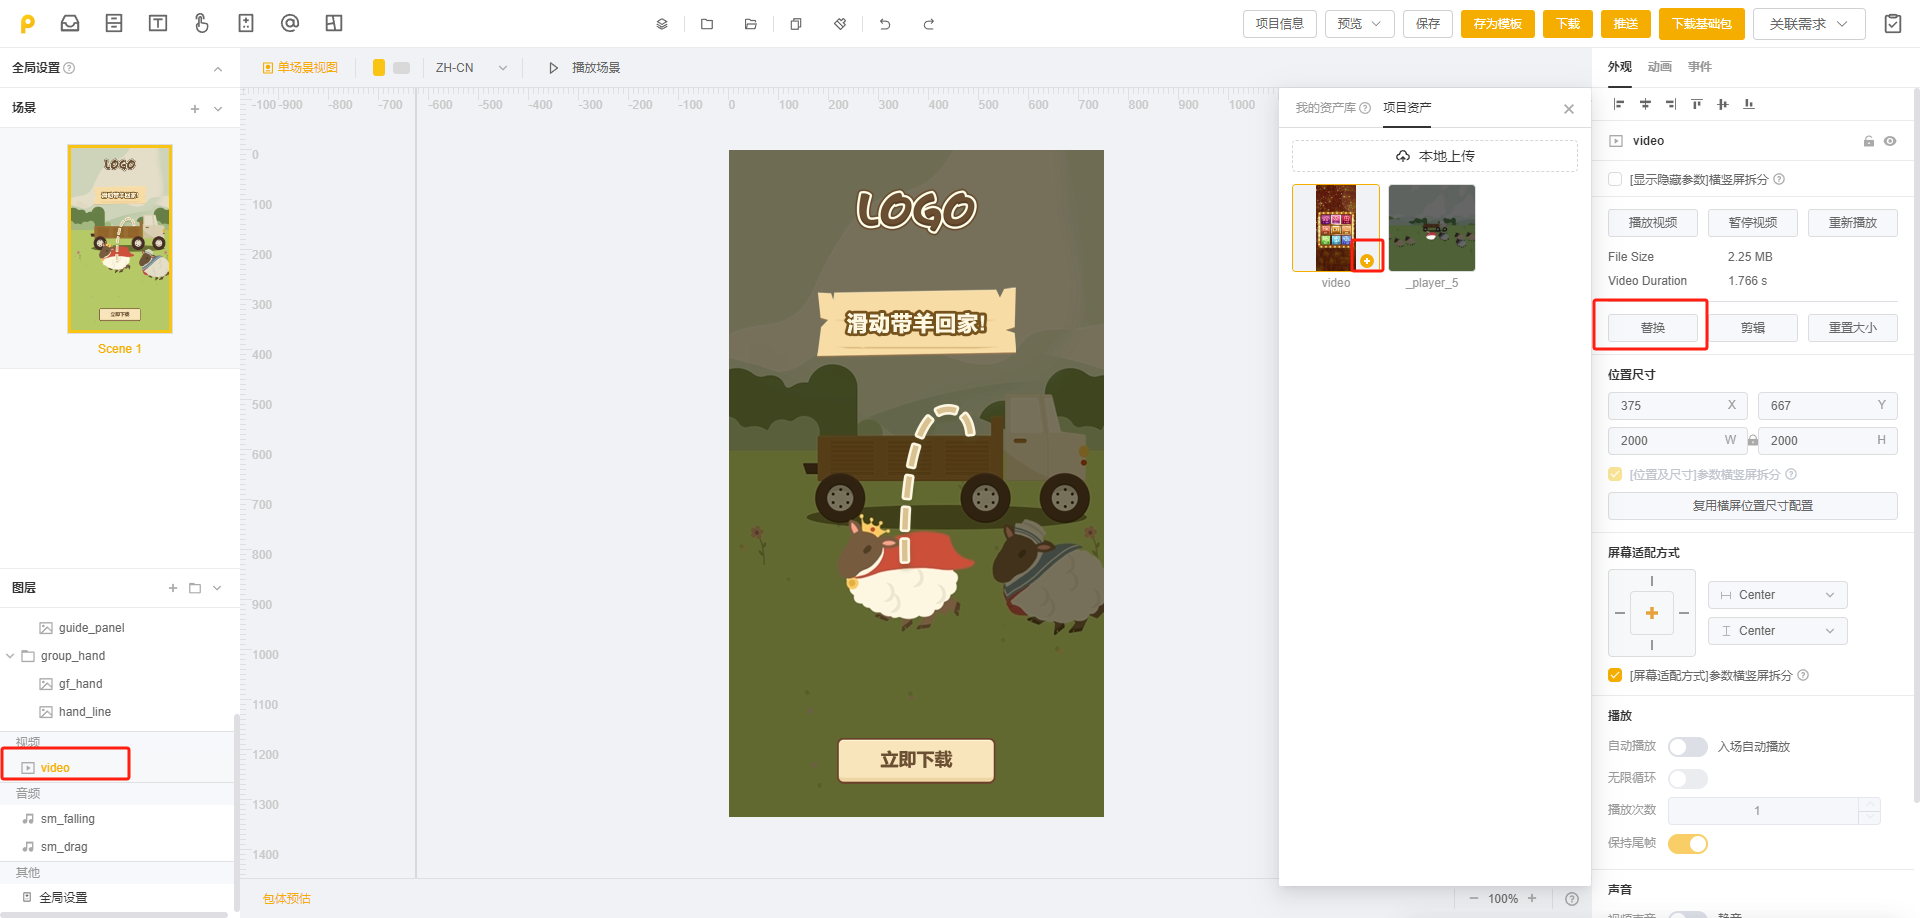 项目信息
预览
保存
存为模板
下载
推送
下载基础包
关联需求
全局设置
单场景视图
ZH-CN
播放场景
外观
动画
事件
场景
-100 -900 -800 -700 -600 -500 -400 -300 -200 -100 0 100 200 300 400 500 600 700 800 900 1000
我的资产库
项目资产
本地上传
video
_player_5
LOGO
滑动带羊回家!
立即下载
Scene 1
0
100
200
300
400
500
600
700
800
900
1000
1100
1200
1300
1400
LOGO
滑动带羊回家!
立即下载
图层
guide_panel
group_hand
gf_hand
hand_line
视频
video
音频
sm_falling
sm_drag
其他
全局设置
包体预估
100%
video
[显示隐藏参数]横竖屏拆分
播放视频
暂停视频
重新播放
File Size 2.25 MB
Video Duration 1.766 s
替换
剪辑
重置大小
位置尺寸
375 X
667 Y
2000 W
2000 H
[位置及尺寸]参数横竖屏拆分
复用横屏位置尺寸配置
屏幕适配方式
Center
Center
[屏幕适配方式]参数横竖屏拆分
播放
自动播放 入场自动播放
无限循环
播放次数 1
保持尾帧
声音